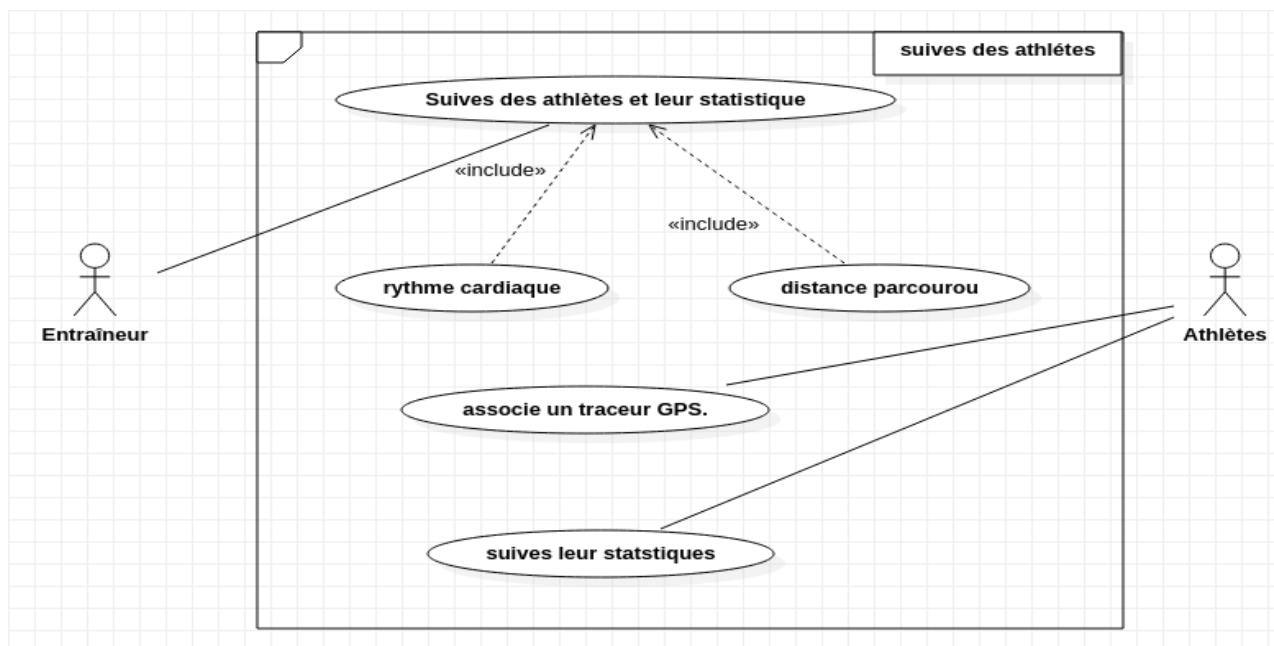 suives des athlétes
Suives des athlètes et leur statistique
«include»
«include»
rythme cardiaque
distance parcourou
Entraîneur
Athlètes
associe un traceur GPS.
suives leur statstiques